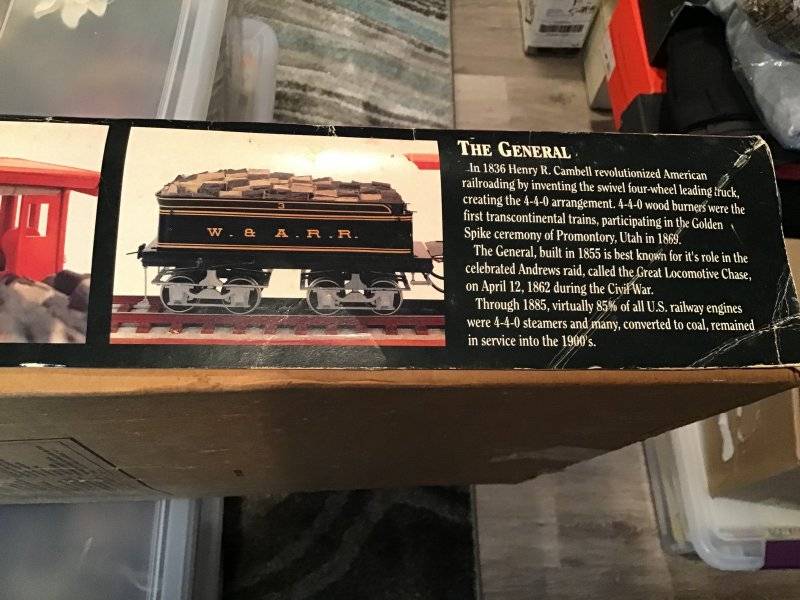 3
W. & A. R.R.
THE GENERAL
In 1836 Henry R. Cambell revolutionized American
railroading by inventing the swivel four-wheel leading truck,
creating the 4-4-0 arrangement. 4-4-0 wood burners were the
first transcontinental trains, participating in the Golden
Spike ceremony of Promontory, Utah in 1869.
The General, built in 1855 is best known for it's role in the
celebrated Andrews raid, called the Great Locomotive Chase,
on April 12, 1862 during the Civil War.
Through 1885, virtually 85% of all U.S. railway engines
were 4-4-0 steamers and many, converted to coal, remained
in service into the 1900's.